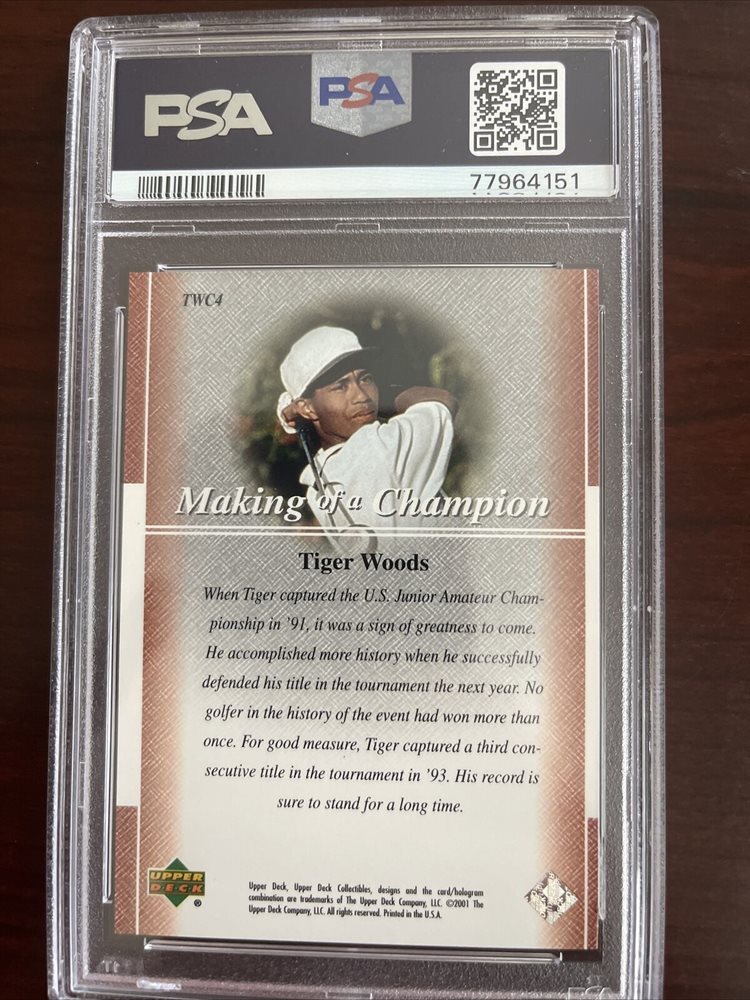 PSA
PSA
77964151
TWC4
Making of a Champion
Tiger Woods
When Tiger captured the U.S. Junior Amateur Cham-
pionship in '91, it was a sign of greatness to come.
He accomplished more history when he successfully
defended his title in the tournament the next year. No
golfer in the history of the event had won more than
once. For good measure, Tiger captured a third con-
secutive title in the tournament in '93. His record is
sure to stand for a long time.
UPPER
DECK
®
Upper Deck, Upper Deck Collectibles, designs and the card/hologram
combination are trademarks of The Upper Deck Company, LLC. ©2001 The
Upper Deck Company, LLC. All rights reserved. Printed in the U.S.A.